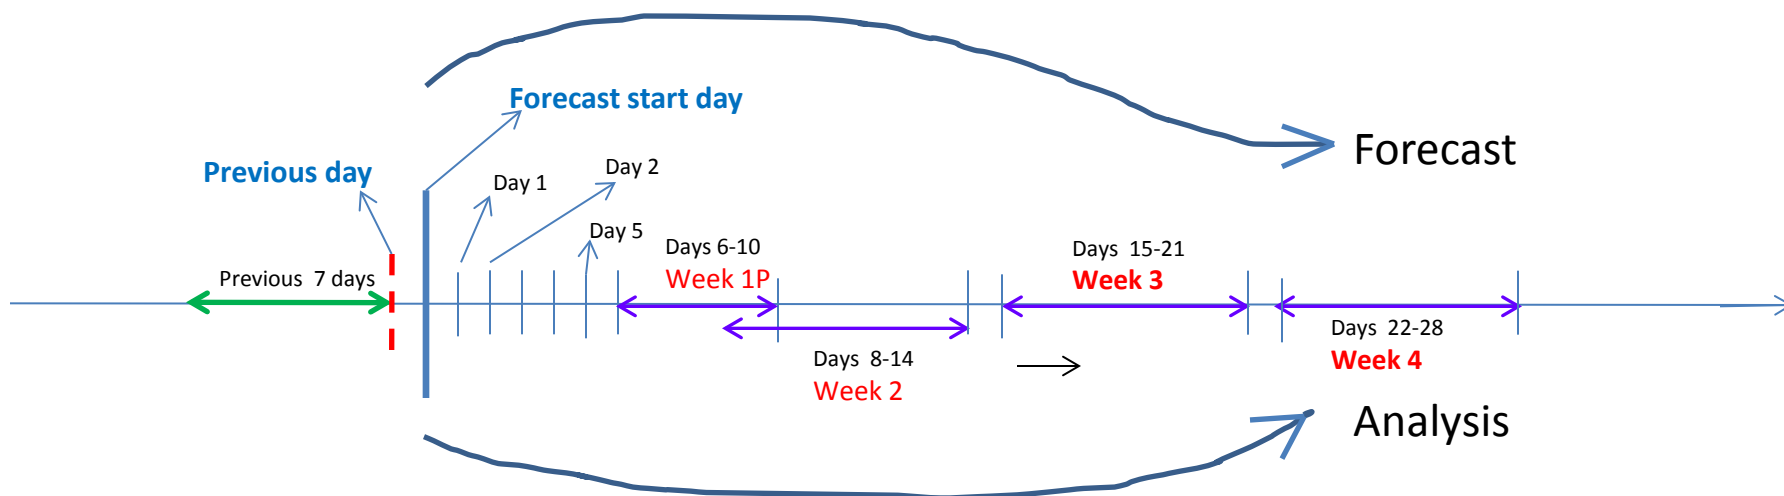 Forecast start day
Forecast
Previous day
Day 1
Day 2
Day 5
Previous 7 days
Days 6-10
Week 1P
Days 15-21
Week 3
Days 8-14
Week 2
Days 22-28
Week 4
Analysis